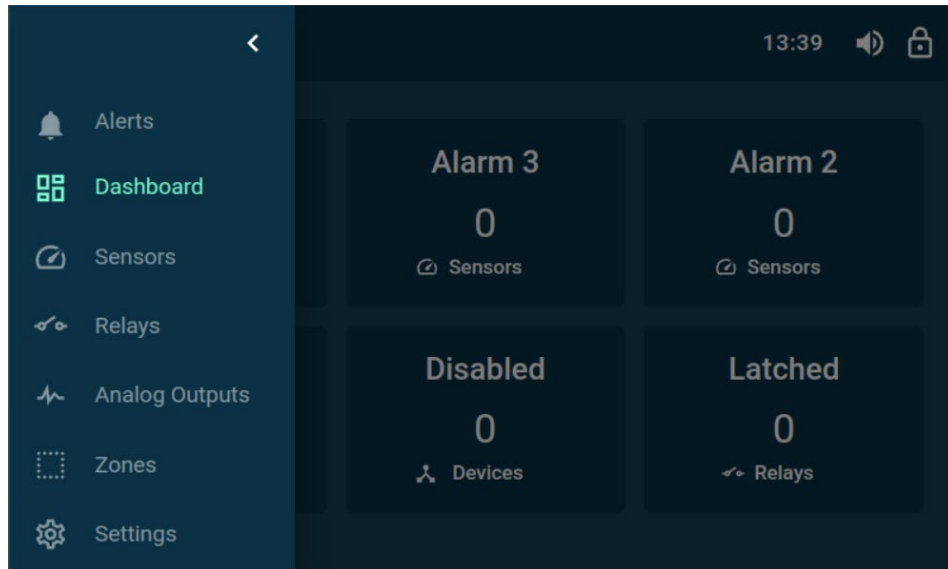 13:39
Alerts
Dashboard
Sensors
Relays
Analog Outputs
Zones
Settings
Alarm 3
0
Sensors
Alarm 2
0
Sensors
Disabled
0
Devices
Latched
0
Relays